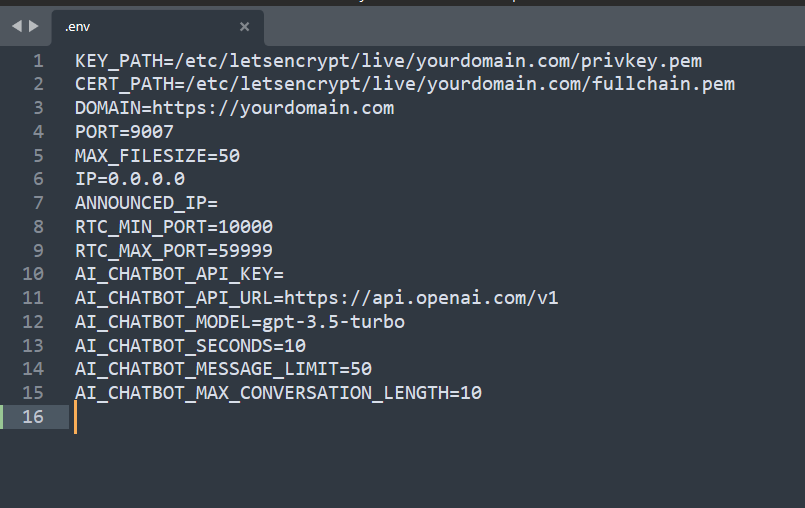 .env
1 KEY_PATH=/etc/letsencrypt/live/yourdomain.com/privkey.pem
2 CERT_PATH=/etc/letsencrypt/live/yourdomain.com/fullchain.pem
3 DOMAIN=https://yourdomain.com
4 PORT=9007
5 MAX_FILESIZE=50
6 IP=0.0.0.0
7 ANNOUNCED_IP=
8 RTC_MIN_PORT=10000
9 RTC_MAX_PORT=59999
10 AI_CHATBOT_API_KEY=
11 AI_CHATBOT_API_URL=https://api.openai.com/v1
12 AI_CHATBOT_MODEL=gpt-3.5-turbo
13 AI_CHATBOT_SECONDS=10
14 AI_CHATBOT_MESSAGE_LIMIT=50
15 AI_CHATBOT_MAX_CONVERSATION_LENGTH=10
16